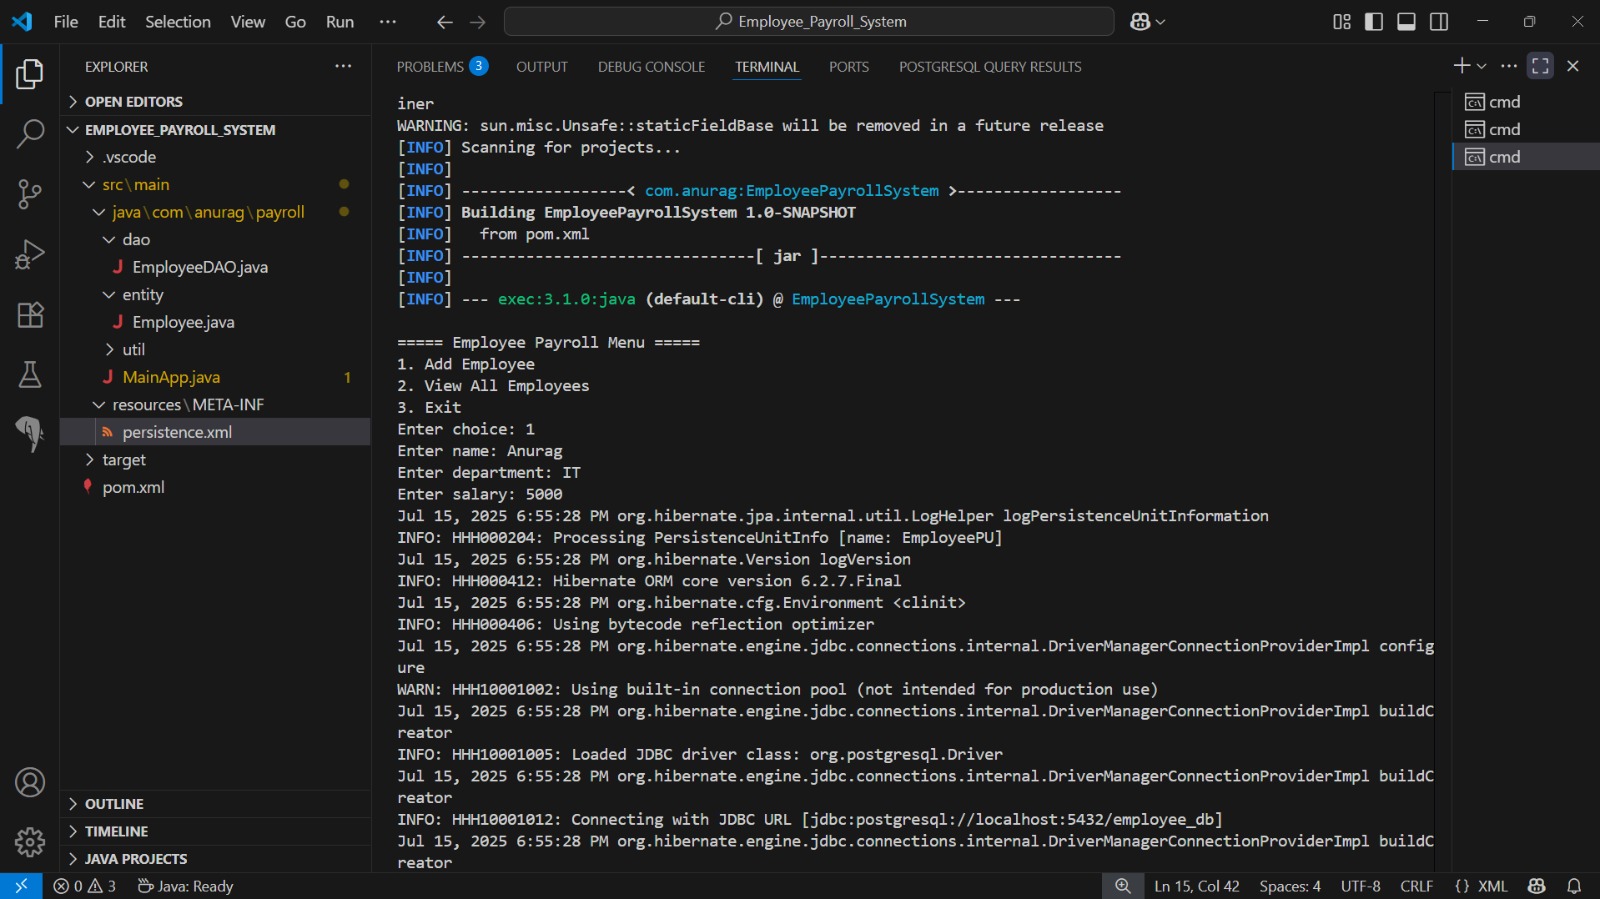 File Edit Selection View Go Run ··· Employee_Payroll_System
EXPLORER ···
OPEN EDITORS
EMPLOYEE_PAYROLL_SYSTEM
.vscode
src\main
java\com\anurag\payroll
dao
J EmployeeDAO.java
entity
J Employee.java
util
J MainApp.java 1
resources\META-INF
persistence.xml
target
pom.xml
OUTLINE
TIMELINE
JAVA PROJECTS
PROBLEMS 3 OUTPUT DEBUG CONSOLE TERMINAL PORTS POSTGRESQL QUERY RESULTS
iner
WARNING: sun.misc.Unsafe::staticFieldBase will be removed in a future release
[INFO] Scanning for projects...
[INFO]
[INFO] ------------------< com.anurag:EmployeePayrollSystem >------------------
[INFO] Building EmployeePayrollSystem 1.0-SNAPSHOT
[INFO]   from pom.xml
[INFO] --------------------------------[ jar ]---------------------------------
[INFO]
[INFO] --- exec:3.1.0:java (default-cli) @ EmployeePayrollSystem ---
===== Employee Payroll Menu =====
1. Add Employee
2. View All Employees
3. Exit
Enter choice: 1
Enter name: Anurag
Enter department: IT
Enter salary: 5000
Jul 15, 2025 6:55:28 PM org.hibernate.jpa.internal.util.LogHelper logPersistenceUnitInformation
INFO: HHH000204: Processing PersistenceUnitInfo [name: EmployeePU]
Jul 15, 2025 6:55:28 PM org.hibernate.Version logVersion
INFO: HHH000412: Hibernate ORM core version 6.2.7.Final
Jul 15, 2025 6:55:28 PM org.hibernate.cfg.Environment <clinit>
INFO: HHH000406: Using bytecode reflection optimizer
Jul 15, 2025 6:55:28 PM org.hibernate.engine.jdbc.connections.internal.DriverManagerConnectionProviderImpl config
ure
WARN: HHH10001002: Using built-in connection pool (not intended for production use)
Jul 15, 2025 6:55:28 PM org.hibernate.engine.jdbc.connections.internal.DriverManagerConnectionProviderImpl buildC
reator
INFO: HHH10001005: Loaded JDBC driver class: org.postgresql.Driver
Jul 15, 2025 6:55:28 PM org.hibernate.engine.jdbc.connections.internal.DriverManagerConnectionProviderImpl buildC
reator
INFO: HHH10001012: Connecting with JDBC URL [jdbc:postgresql://localhost:5432/employee_db]
Jul 15, 2025 6:55:28 PM org.hibernate.engine.jdbc.connections.internal.DriverManagerConnectionProviderImpl buildC
reator
cmd
cmd
cmd
0 3 Java: Ready Ln 15, Col 42 Spaces: 4 UTF-8 CRLF {} XML